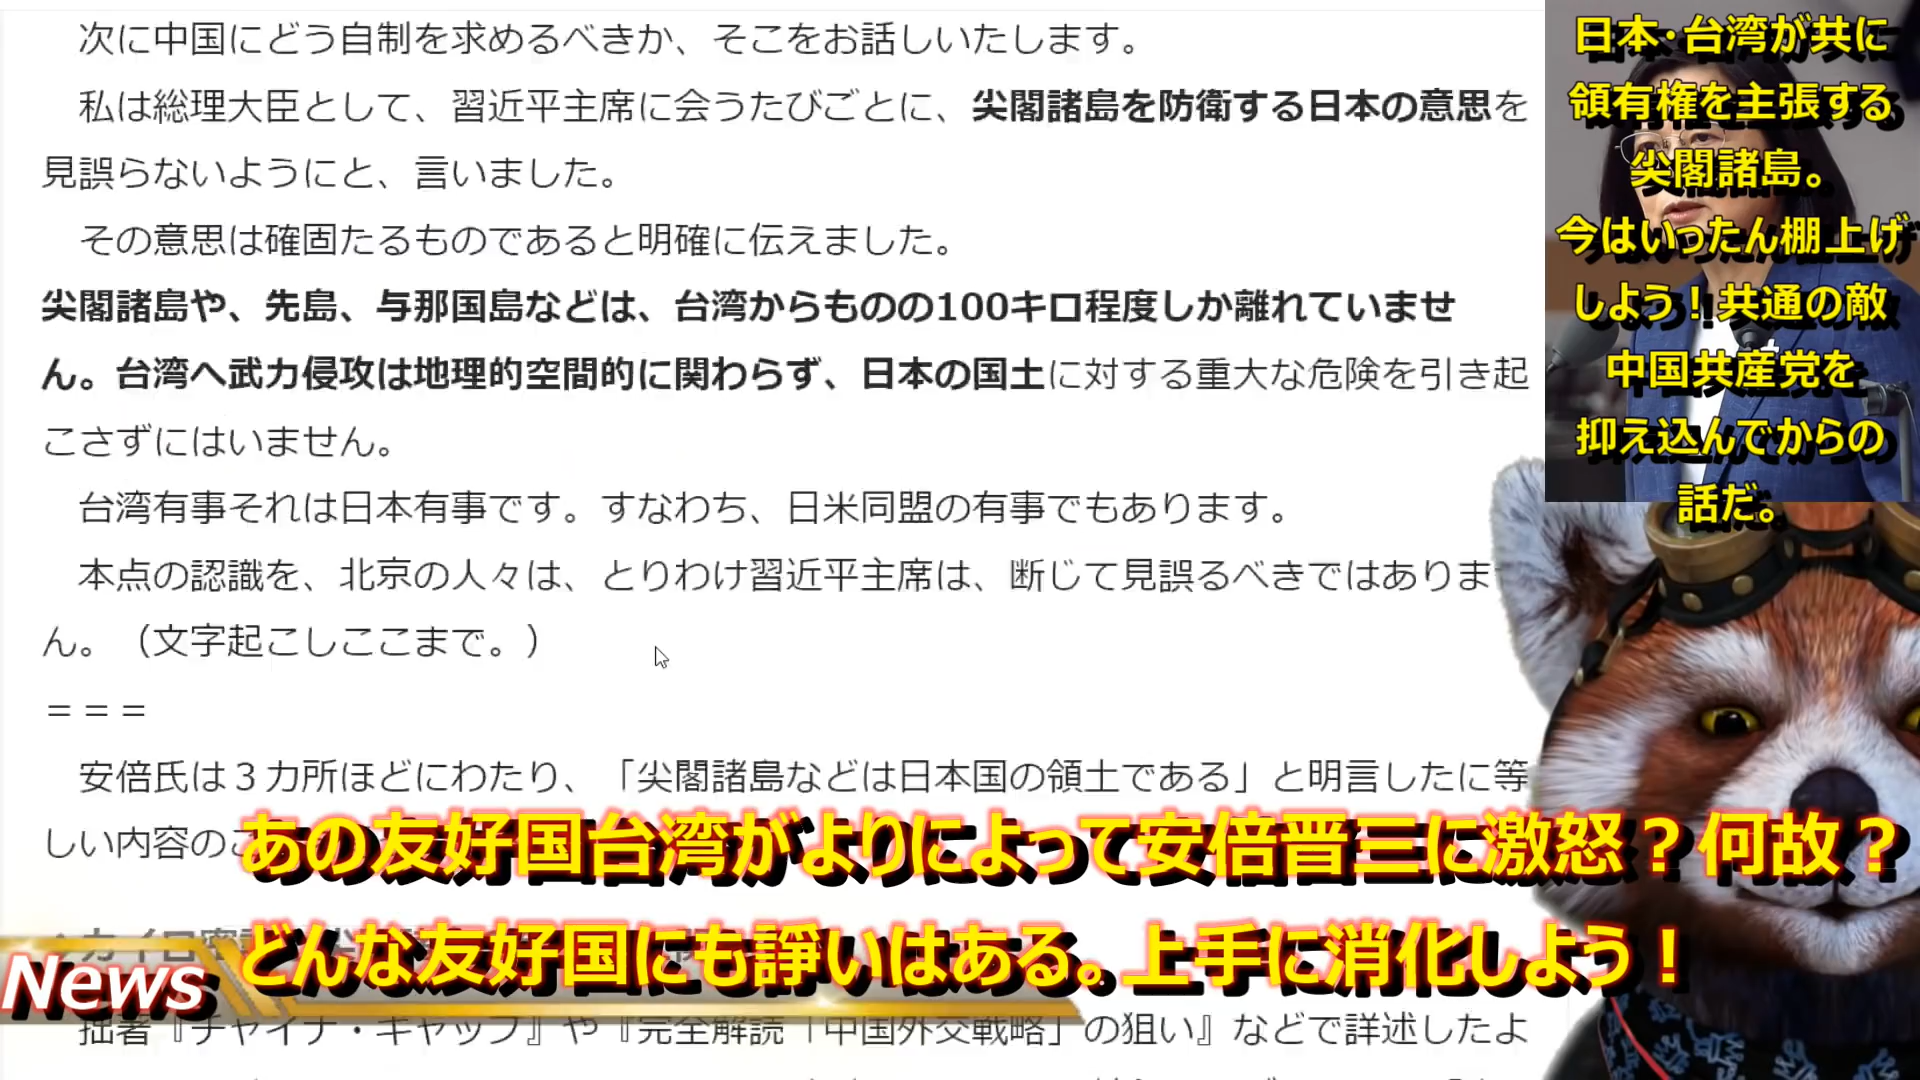 次に中国にどう自制を求めるべきか、そこをお話しいたします。
私は総理大臣として、習近平主席に会うたびごとに、尖閣諸島を防衛する日本の意思を
見誤らないようにと、言いました。
その意思は確固たるものであると明確に伝えました。
尖閣諸島や、先島、与那国島などは、台湾からものの100キロ程度しか離れていませ
ん。台湾へ武力侵攻は地理的空間的に関わらず、日本の国土に対する重大な危険を引き起
こさずにはいません。
台湾有事それは日本有事です。すなわち、日米同盟の有事でもあります。
本点の認識を、北京の人々は、とりわけ習近平主席は、断じて見誤るべきではありま
ん。（文字起こしここまで。）
＝＝＝
安倍氏は３カ所ほどにわたり、「尖閣諸島などは日本国の領土である」と明言したに等
しい内容の
拙著『チャイナ・ギャップ』や『完全解読「中国外交戦略」の狙い』などで詳述したよ
日本・台湾が共に
領有権を主張する
尖閣諸島。
今はいったん棚上げ
しよう！共通の敵
中国共産党を
抑え込んでからの
話だ。
あの友好国台湾がよりによって安倍晋三に激怒？何故？
どんな友好国にも諍いはある。上手に消化しよう！
News